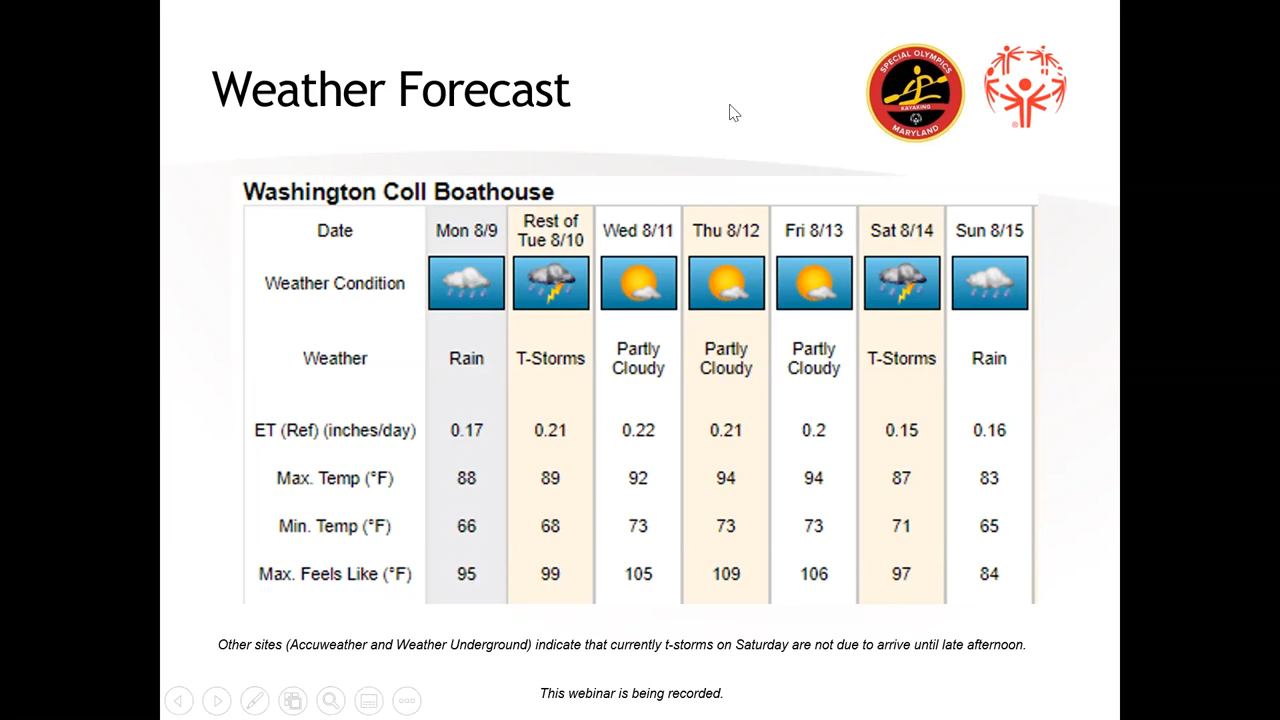 Weather Forecast
SPECIAL OLYMPICS
KAYAKING
MARYLAND
®
Washington Coll Boathouse
Date Mon 8/9 Rest of Tue 8/10 Wed 8/11 Thu 8/12 Fri 8/13 Sat 8/14 Sun 8/15
Weather Condition
Weather Rain T-Storms Partly Cloudy Partly Cloudy Partly Cloudy T-Storms Rain
ET (Ref) (inches/day) 0.17 0.21 0.22 0.21 0.2 0.15 0.16
Max. Temp (°F) 88 89 92 94 94 87 83
Min. Temp (°F) 66 68 73 73 73 71 65
Max. Feels Like (°F) 95 99 105 109 106 97 84
Other sites (Accuweather and Weather Underground) indicate that currently t-storms on Saturday are not due to arrive until late afternoon.
This webinar is being recorded.